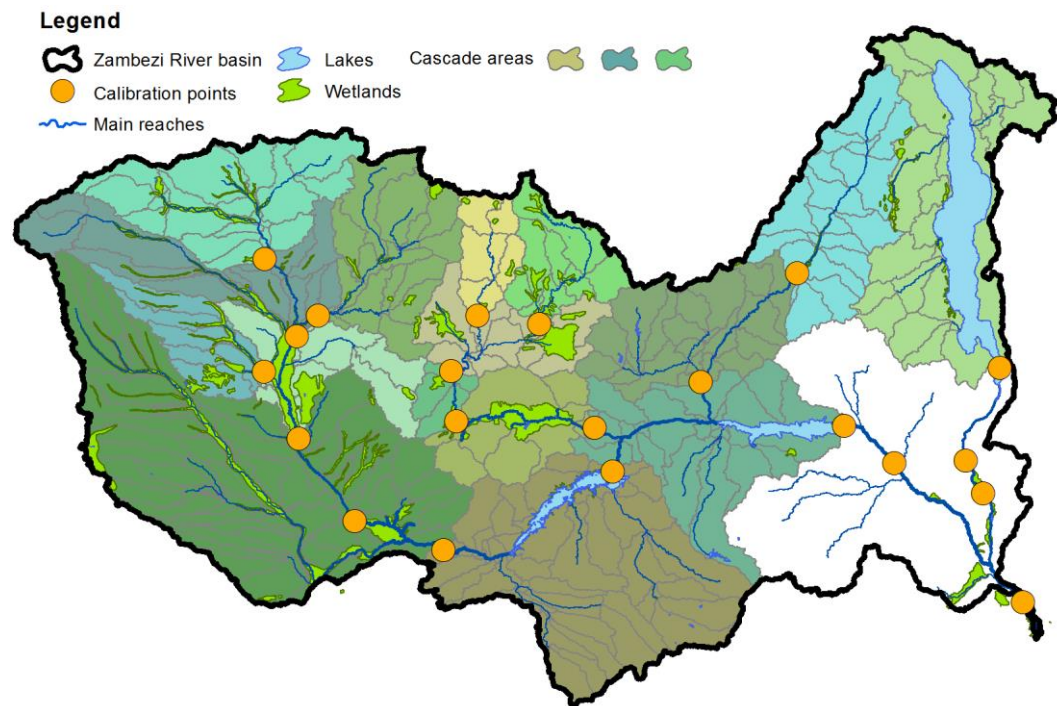 Legend
Zambezi River basin Lakes Cascade areas
Calibration points Wetlands
Main reaches